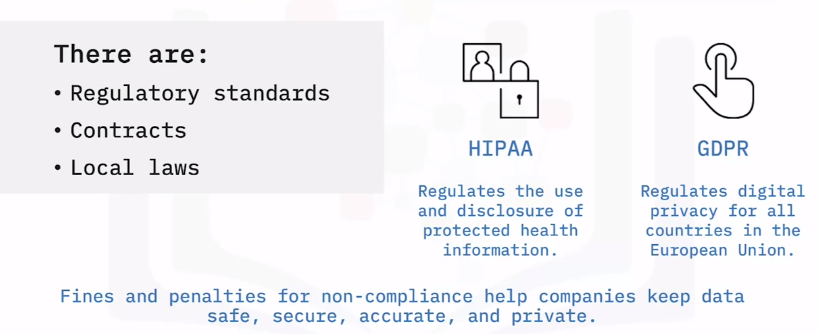 There are:
• Regulatory standards
• Contracts
• Local laws
HIPAA
Regulates the use
and disclosure of
protected health
information.
GDPR
Regulates digital
privacy for all
countries in the
European Union.
Fines and penalties for non-compliance help companies keep data
safe, secure, accurate, and private.